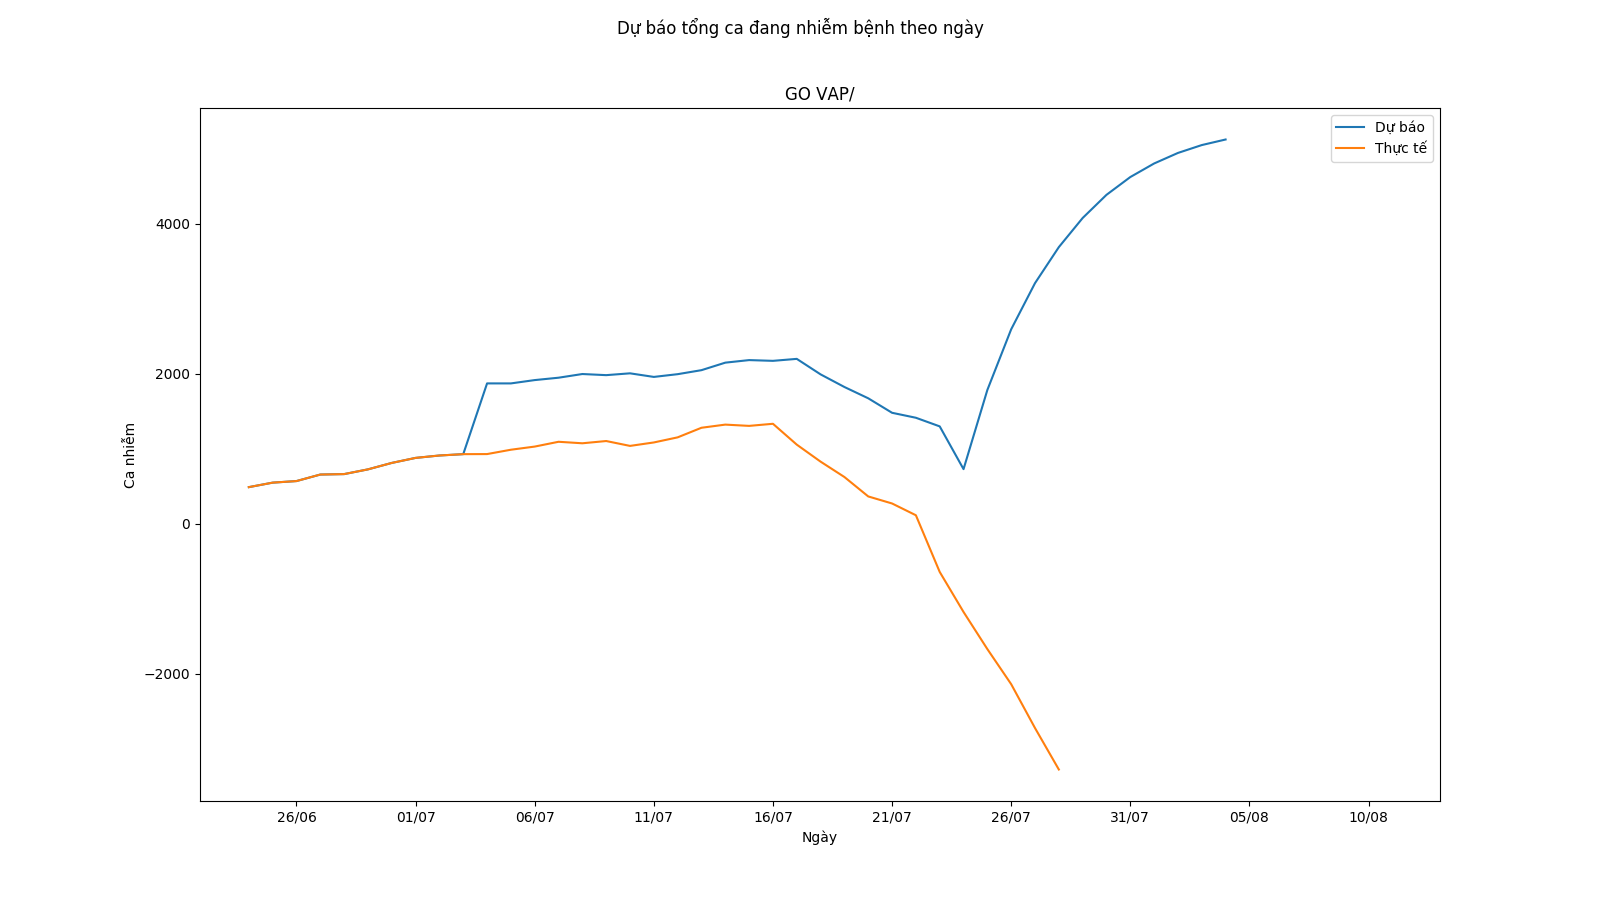 Dự báo tổng ca đang nhiễm bệnh theo ngày
GO VAP/
Dự báo
Thực tế
4000
2000
0
−2000
Ca nhiễm
26/06 01/07 06/07 11/07 16/07 21/07 26/07 31/07 05/08 10/08
Ngày